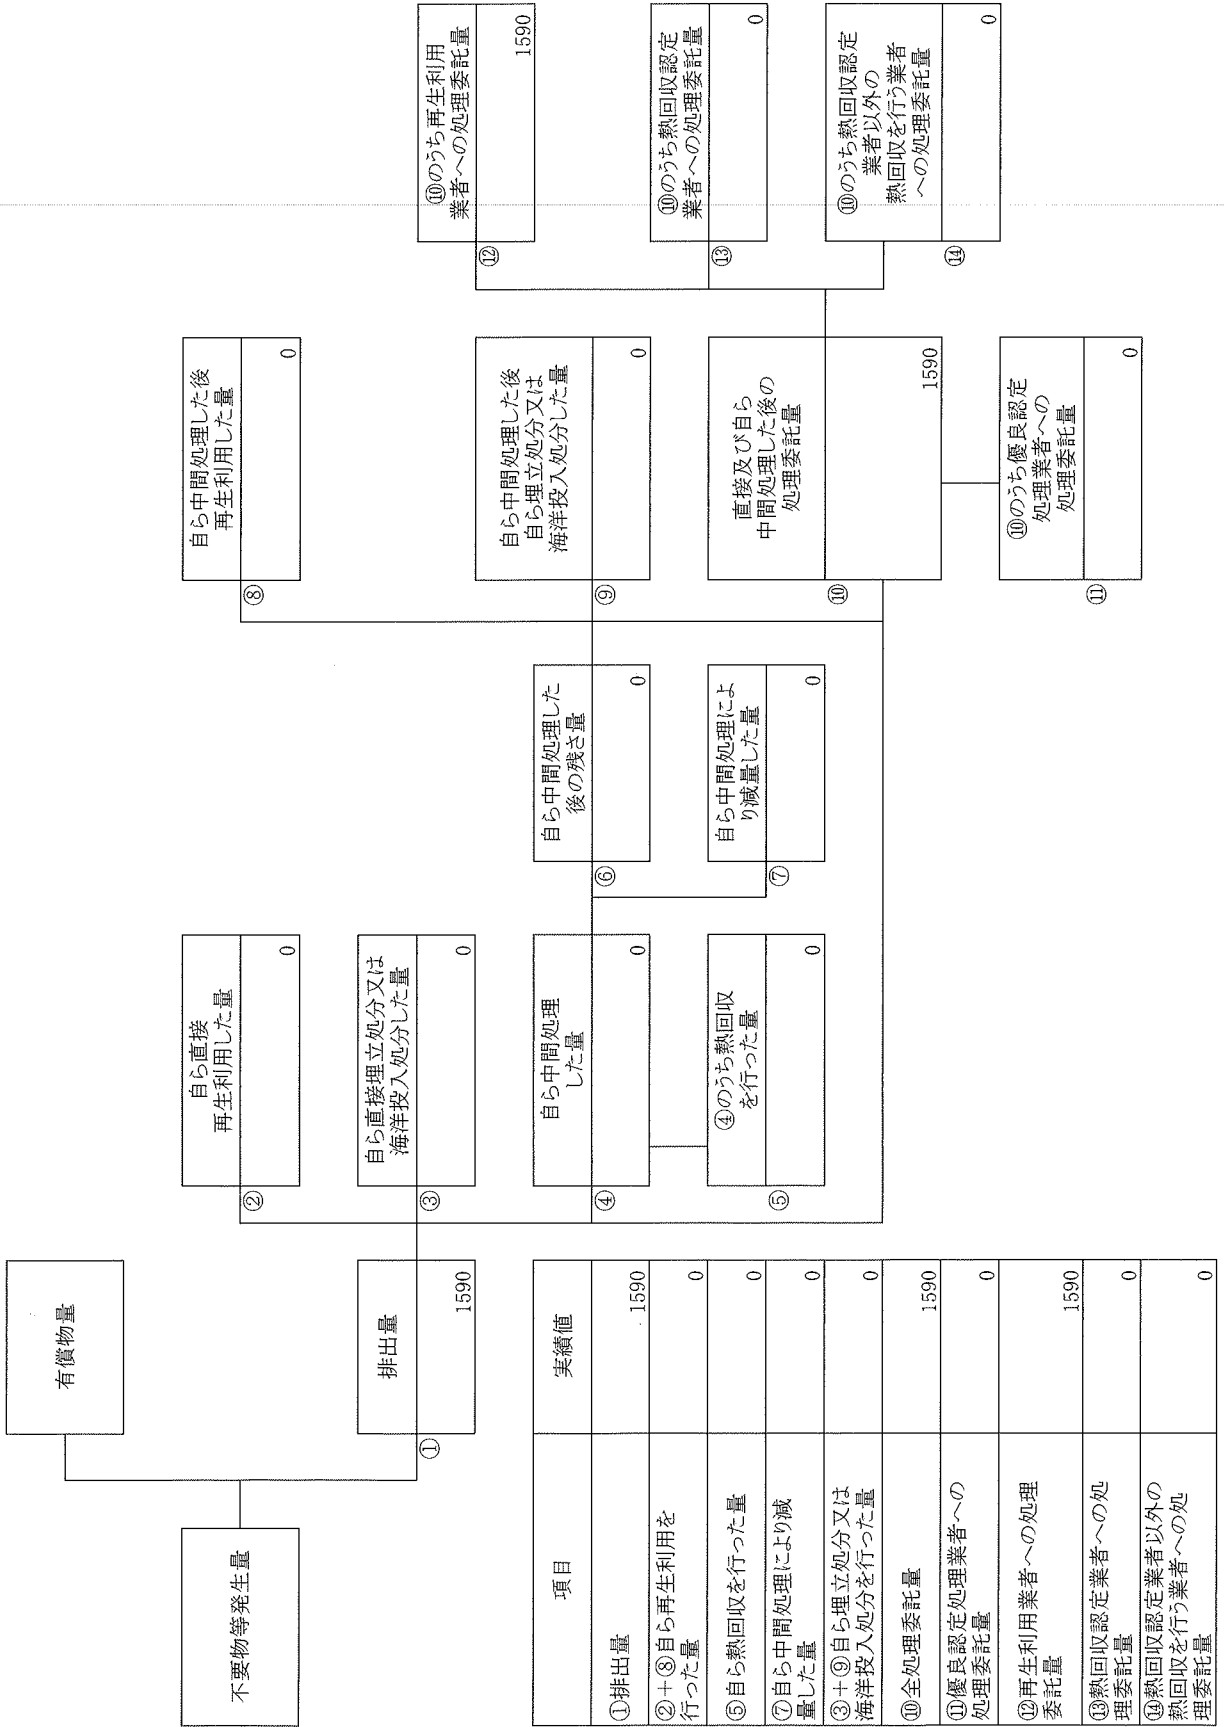 有償物量
不要物等発生量
排出量
①
1590
自ら直接
再生利用した量
②
0
自ら直接埋立処分又は
海洋投入処分した量
③
0
自ら中間処理
した量
④
0
④のうち熱回収
を行った量
⑤
0
自ら中間処理した
後の残さ量
⑥
0
自ら中間処理によ
り減量した量
⑦
0
自ら中間処理した後
再生利用した量
⑧
0
自ら中間処理した後
自ら埋立処分又は
海洋投入処分した量
⑨
0
直接及び自ら
中間処理した後の
処理委託量
⑩
1590
⑩のうち優良認定
処理業者への
処理委託量
⑪
0
⑩のうち再生利用
業者への処理委託量
⑫
1590
⑩のうち熱回収認定
業者への処理委託量
⑬
0
⑩のうち熱回収認定
業者以外の
熱回収を行う業者
への処理委託量
⑭
0
項目 実績値
①排出量 1590
②+⑧自ら再生利用を
行った量 0
⑤自ら熱回収を行った量 0
⑦自ら中間処理により減
量した量 0
③+⑨自ら埋立処分又は
海洋投入処分を行った量 0
⑩全処理委託量 1590
⑪優良認定処理業者への
処理委託量 0
⑫再生利用業者への処理
委託量 1590
⑬熱回収認定業者への処
理委託量 0
⑭熱回収認定業者以外の
熱回収を行う業者への処
理委託量 0